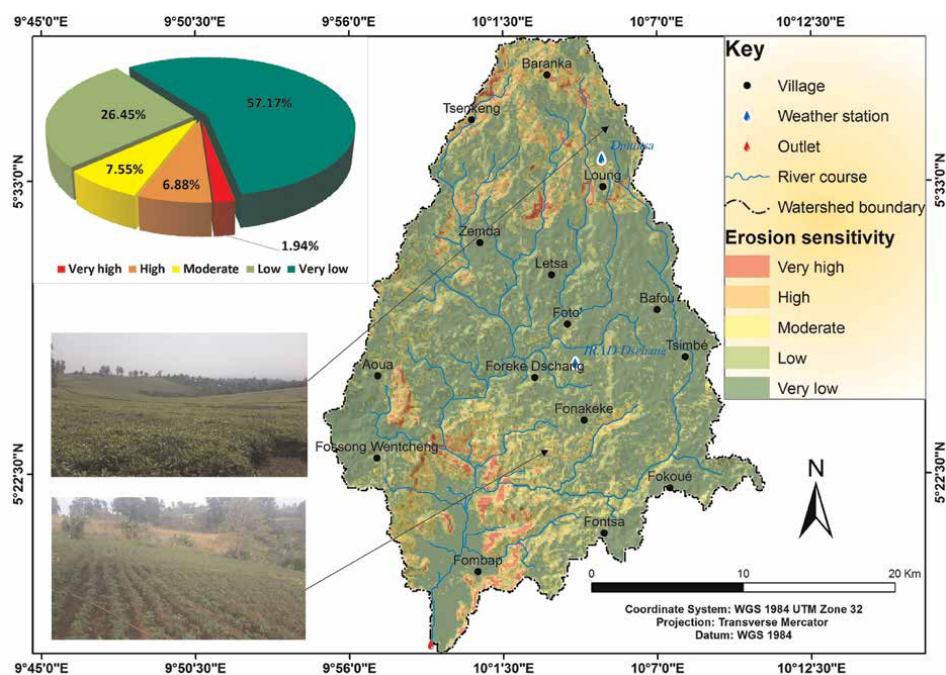 9°45'0"E
9°50'30"E
9°56'0"E
10°1'30"E
10°7'0"E
10°12'30"E
57.17%
26.45%
7.55%
6.88%
1.94%
Very high
High
Moderate
Low
Very low
5°33'0"N
5°22'30"N
Baranka
Tsenkeng
Djuttitsa
Loung
Zemda
Letsa
Bafou
Foto'
Tsimbé
IRAD-Dschang
Aoua
Foreké Dschang
Fonakeke
Fossong Wentcheng
Fokoué
Fontsa
Fombap
Key
Village
Weather station
Outlet
River course
Watershed boundary
Erosion sensitivity
Very high
High
Moderate
Low
Very low
5°33'0"N
5°22'30"N
N
0
10
20 Km
Coordinate System: WGS 1984 UTM Zone 32
Projection: Transverse Mercator
Datum: WGS 1984
9°45'0"E
9°50'30"E
9°56'0"E
10°1'30"E
10°7'0"E
10°12'30"E